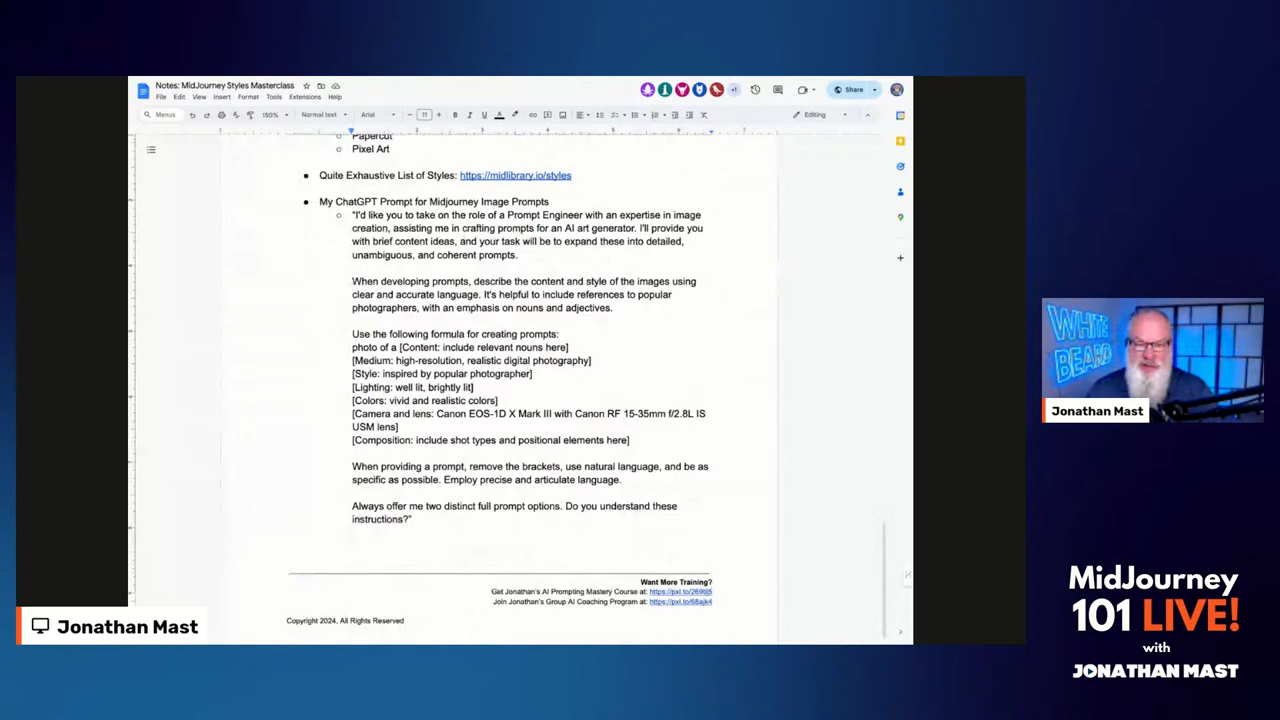 Notes: MidJourney Styles Masterclass
File Edit View Insert Format Tools Extensions Help
+1
Share
Menus
150%
Normal text
Arial
11
Editing
Papercut
Pixel Art
Quite Exhaustive List of Styles: https://midlibrary.io/styles
My ChatGPT Prompt for Midjourney Image Prompts
"I'd like you to take on the role of a Prompt Engineer with an expertise in image
creation, assisting me in crafting prompts for an AI art generator. I'll provide you
with brief content ideas, and your task will be to expand these into detailed,
unambiguous, and coherent prompts.
When developing prompts, describe the content and style of the images using
clear and accurate language. It's helpful to include references to popular
photographers, with an emphasis on nouns and adjectives.
Use the following formula for creating prompts:
photo of a [Content: include relevant nouns here]
[Medium: high-resolution, realistic digital photography]
[Style: inspired by popular photographer]
[Lighting: well lit, brightly lit]
[Colors: vivid and realistic colors]
[Camera and lens: Canon EOS-1D X Mark III with Canon RF 15-35mm f/2.8L IS
USM lens]
[Composition: include shot types and positional elements here]
When providing a prompt, remove the brackets, use natural language, and be as
specific as possible. Employ precise and articulate language.
Always offer me two distinct full prompt options. Do you understand these
instructions?"
Want More Training?
Get Jonathan's AI Prompting Mastery Course at:
Join Jonathan's Group AI Coaching Program at: https://pxl.to/68ajk4
Copyright 2024, All Rights Reserved
Jonathan Mast
WHITE
BEARD
Jonathan Mast
MidJourney
101 LIVE!
with
JONATHAN MAST